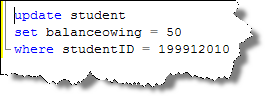 update student
set balanceowing = 50
where studentID = 199912010